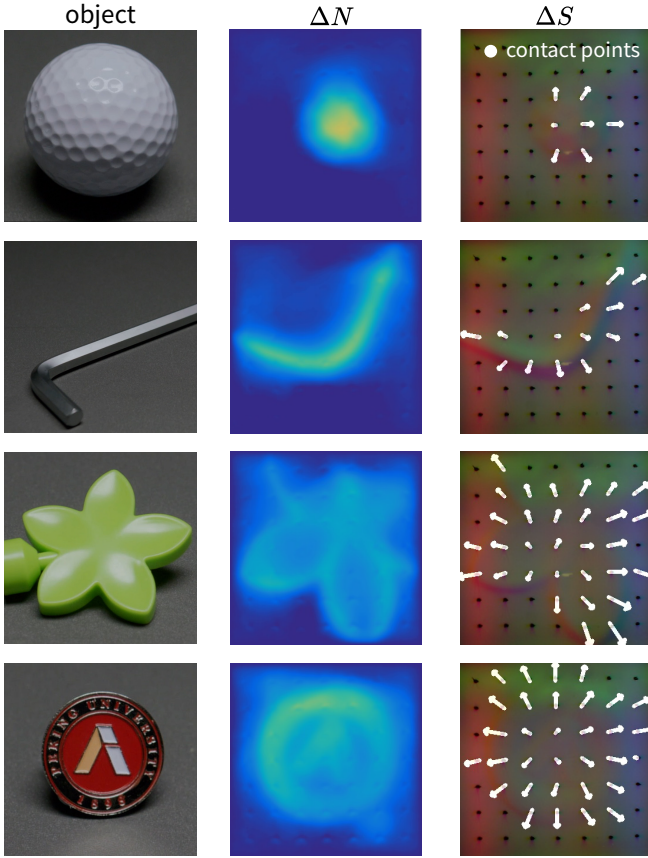 object
ΔN
ΔS
contact points
PEKING UNIVERSITY
1898